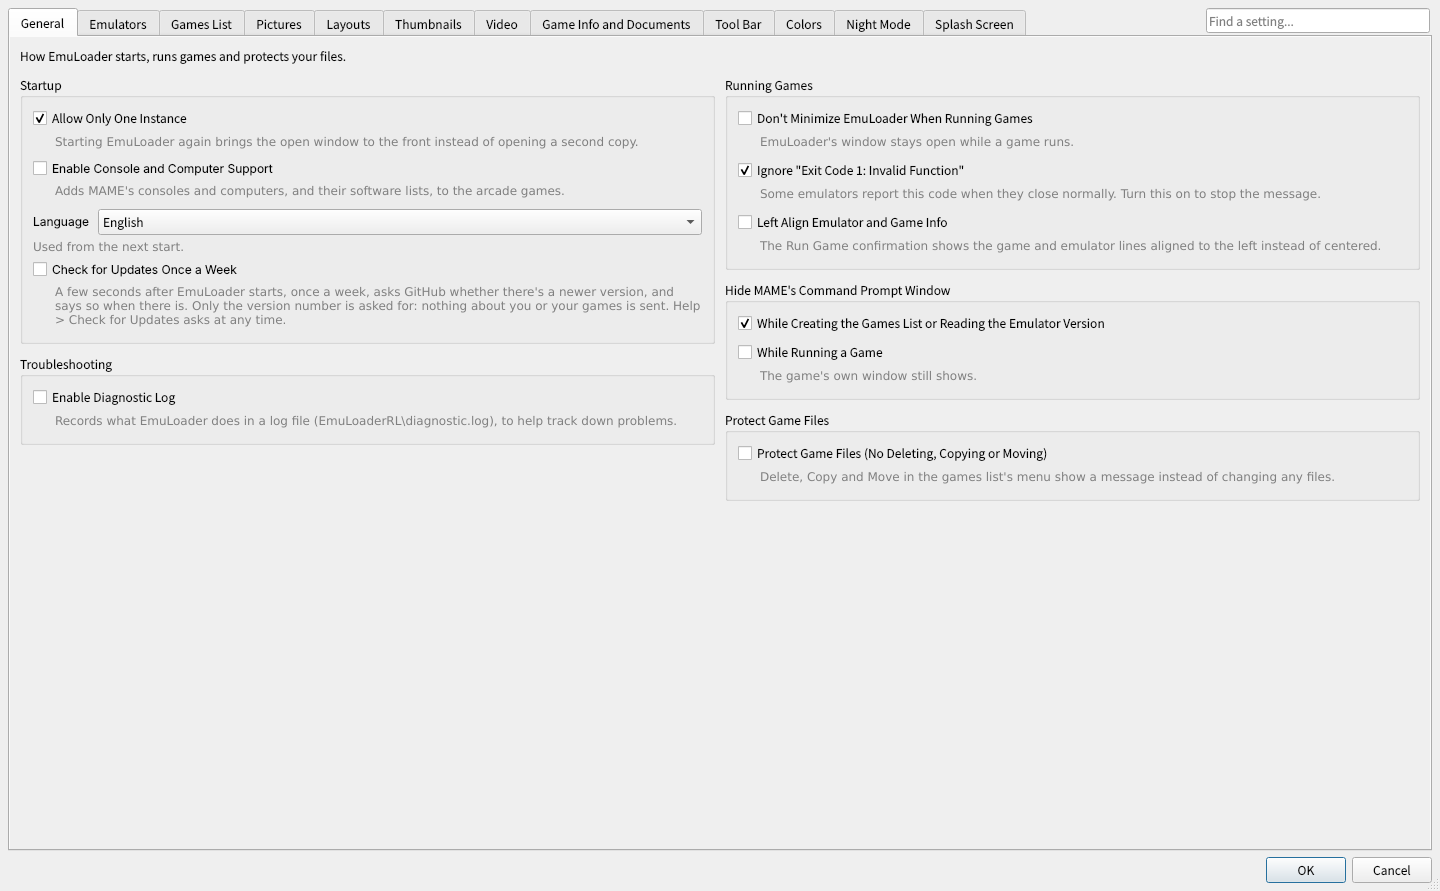 General
Emulators
Games List
Pictures
Layouts
Thumbnails
Video
Game Info and Documents
Tool Bar
Colors
Night Mode
Splash Screen
Find a setting...
How EmuLoader starts, runs games and protects your files.
Startup
Allow Only One Instance
Starting EmuLoader again brings the open window to the front instead of opening a second copy.
Enable Console and Computer Support
Adds MAME's consoles and computers, and their software lists, to the arcade games.
Language
English
Used from the next start.
Check for Updates Once a Week
A few seconds after EmuLoader starts, once a week, asks GitHub whether there's a newer version, and
says so when there is. Only the version number is asked for: nothing about you or your games is sent. Help
> Check for Updates asks at any time.
Troubleshooting
Enable Diagnostic Log
Records what EmuLoader does in a log file (EmuLoaderRL\diagnostic.log), to help track down problems.
Running Games
Don't Minimize EmuLoader When Running Games
EmuLoader's window stays open while a game runs.
Ignore "Exit Code 1: Invalid Function"
Some emulators report this code when they close normally. Turn this on to stop the message.
Left Align Emulator and Game Info
The Run Game confirmation shows the game and emulator lines aligned to the left instead of centered.
Hide MAME's Command Prompt Window
While Creating the Games List or Reading the Emulator Version
While Running a Game
The game's own window still shows.
Protect Game Files
Protect Game Files (No Deleting, Copying or Moving)
Delete, Copy and Move in the games list's menu show a message instead of changing any files.
OK
Cancel